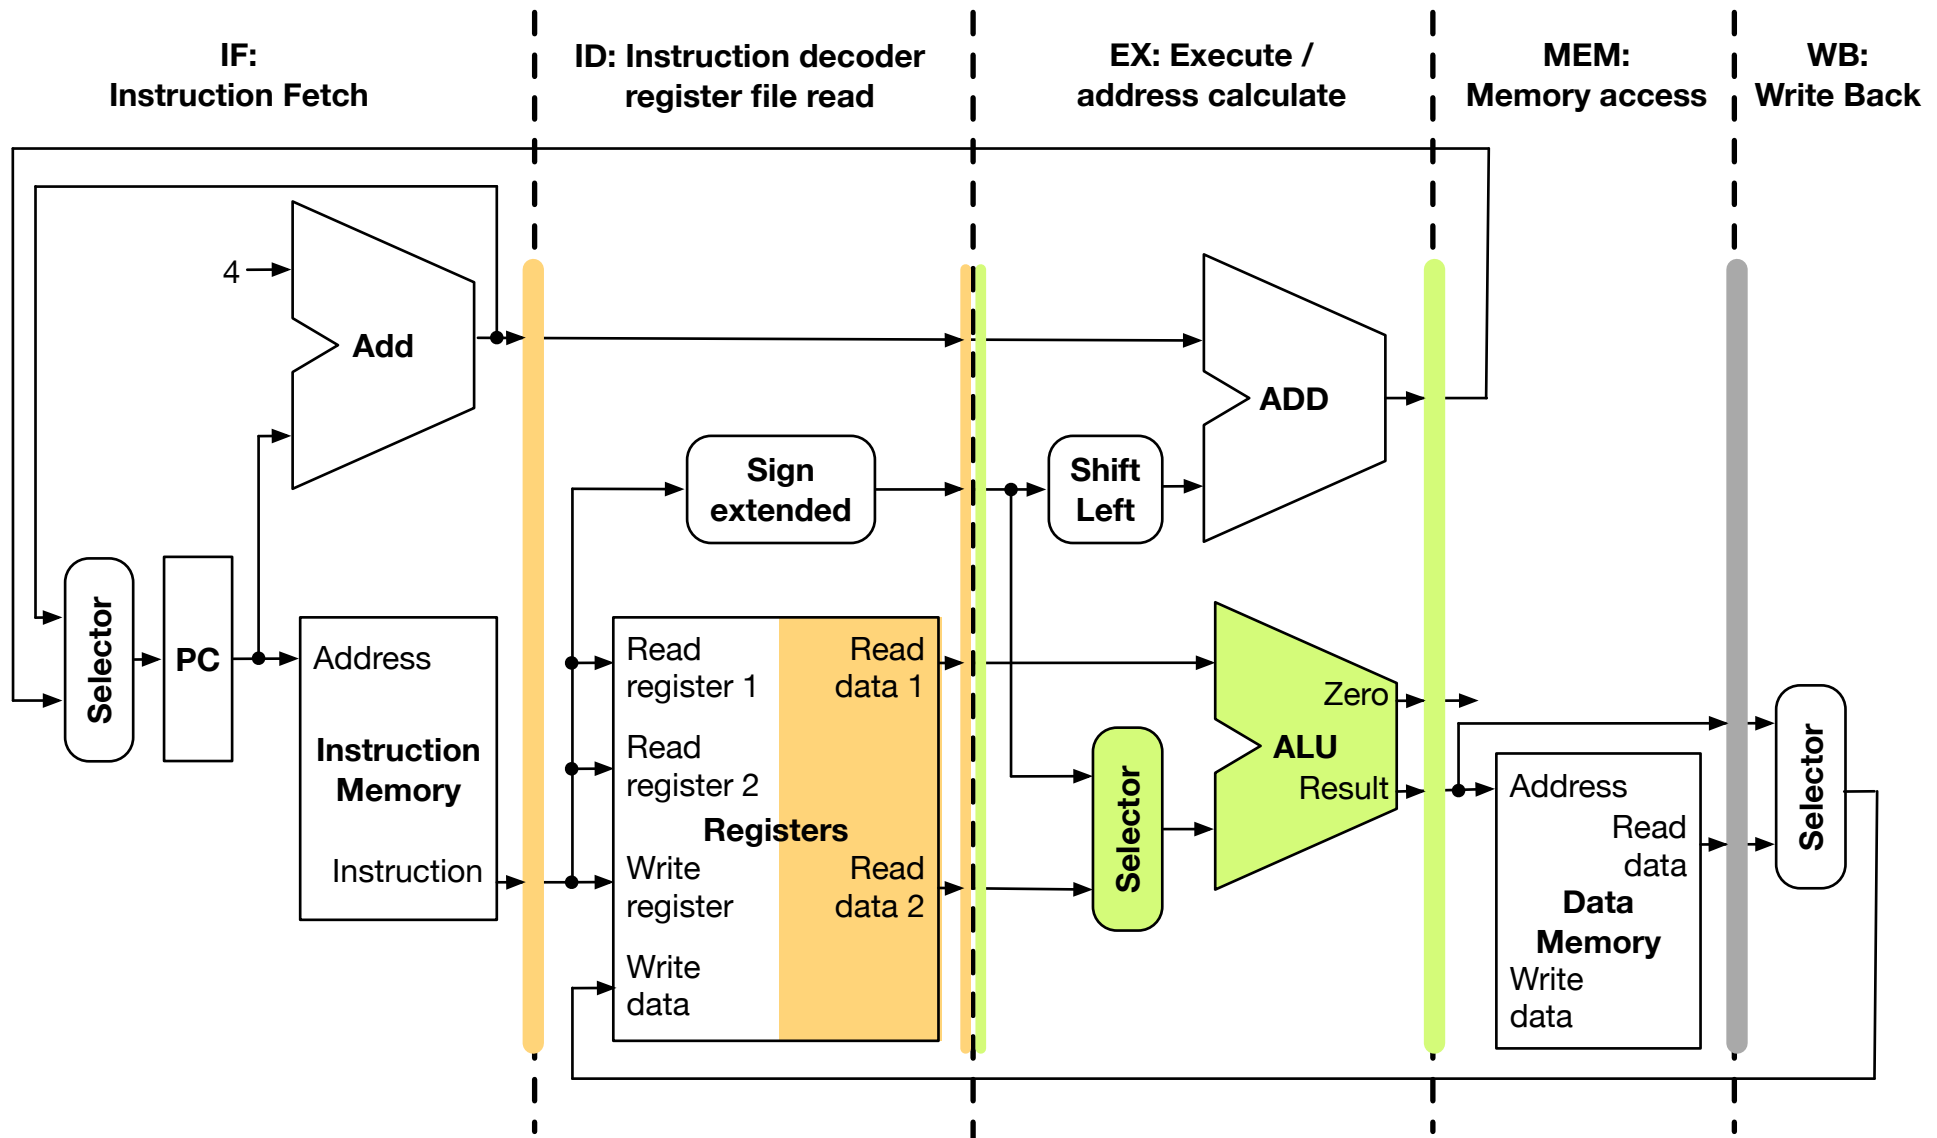 IF:
Instruction Fetch
ID: Instruction decoder
register file read
EX: Execute /
address calculate
MEM:
Memory access
WB:
Write Back
4
Add
ADD
Sign
extended
Shift
Left
Selector
PC
Address
Instruction
Memory
Instruction
Read
register 1
Read
data 1
Read
register 2
Registers
Write
register
Read
data 2
Write
data
Selector
Zero
ALU
Result
Address
Read
data
Data
Memory
Write
data
Selector